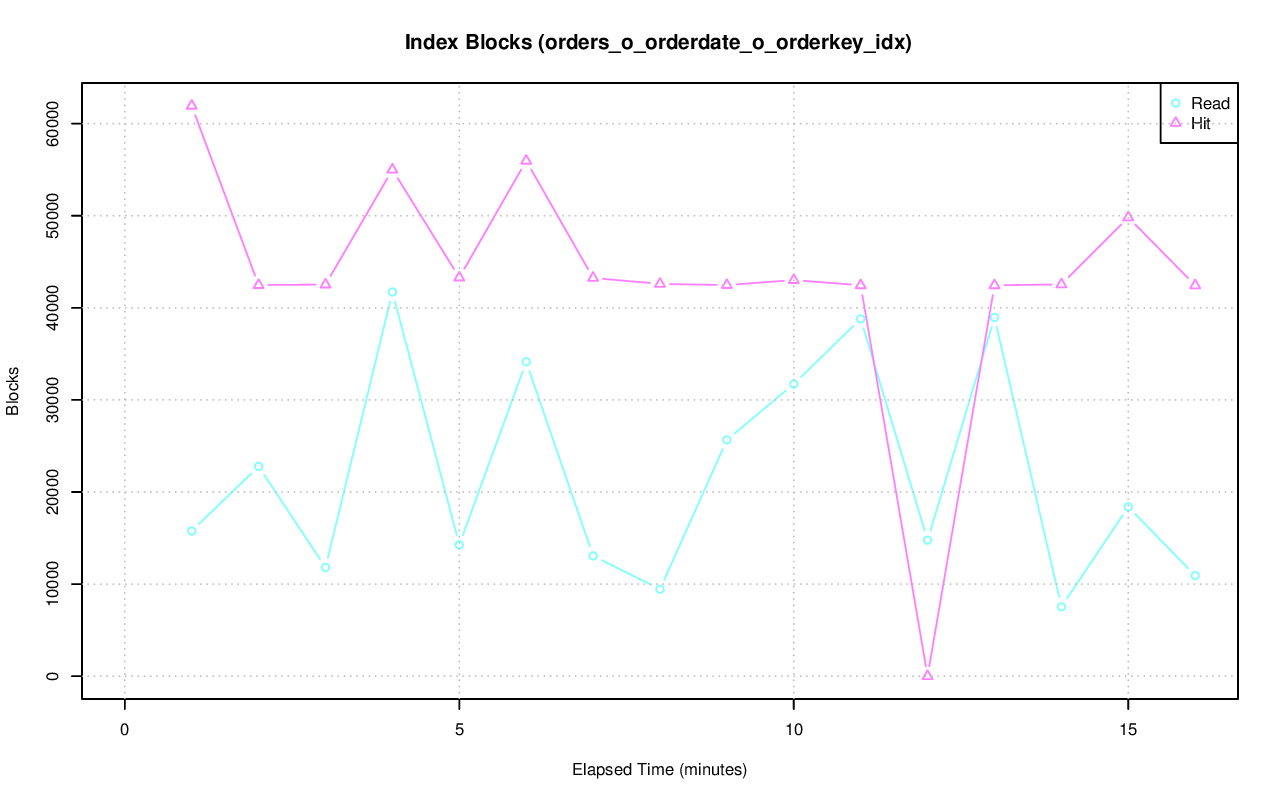 Index Blocks (orders_o_orderdate_o_orderkey_idx)
Read
Hit
60000
50000
40000
30000
20000
10000
0
Blocks
0 5 10 15
Elapsed Time (minutes)